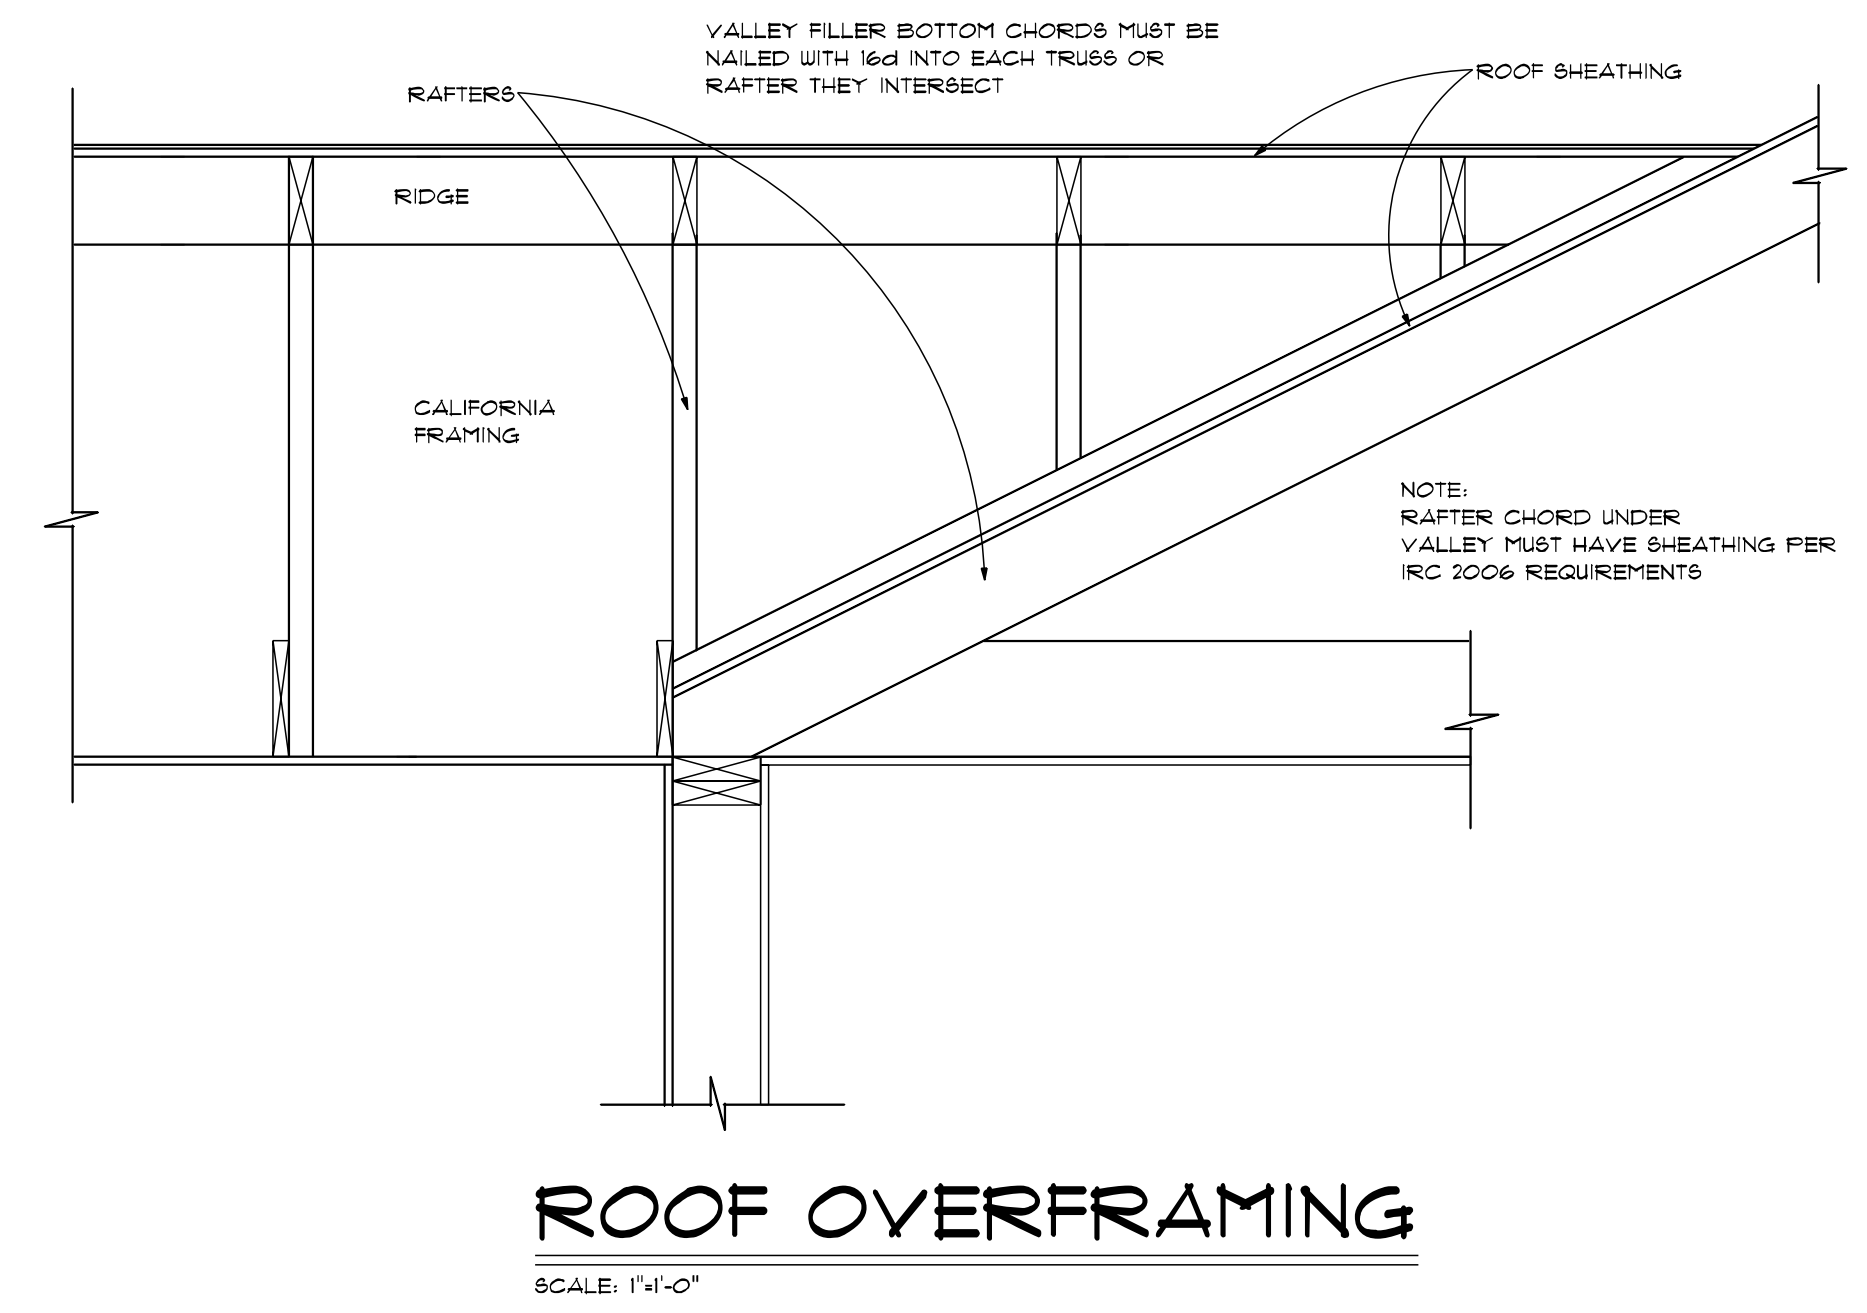 VALLEY FILLER BOTTOM CHORDS MUST BE
NAILED WITH 16d INTO EACH TRUSS OR
RAFTER THEY INTERSECT
RAFTERS
ROOF SHEATHING
RIDGE
CALIFORNIA
FRAMING
NOTE:
RAFTER CHORD UNDER
VALLEY MUST HAVE SHEATHING PER
IRC 2006 REQUIREMENTS
ROOF OVERFRAMING
SCALE: 1"=1'-0"